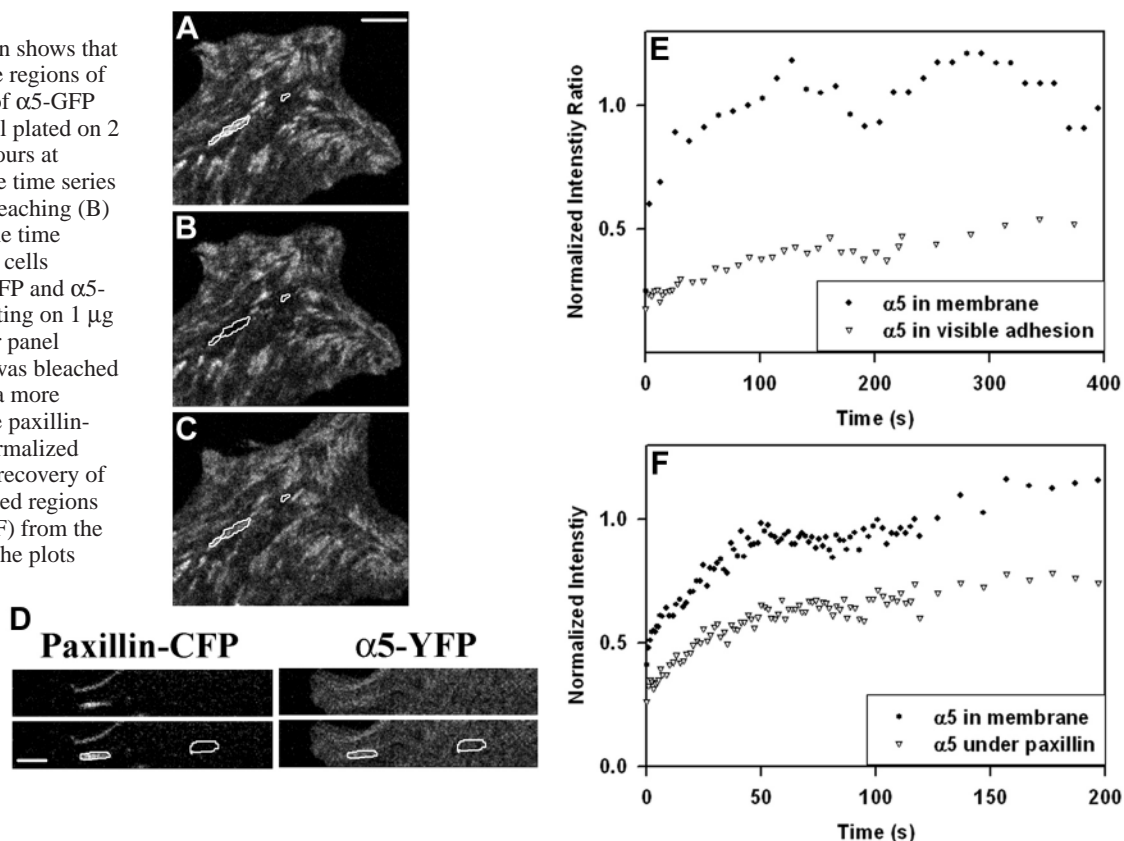 n shows that
e regions of
of α5-GFP
l plated on 2
ours at
e time series
eaching (B)
ne time
cells
FP and α5-
ting on 1 μg
r panel
was bleached
a more
e paxillin-
rmalized
recovery of
ed regions
F) from the
he plots
A
B
C
D
Paxillin-CFP
α5-YFP
E
Normalized Intenstiy Ratio
1.0
0.5
α5 in membrane
α5 in visible adhesion
0
100
200
300
400
Time (s)
F
Normalized Intenstiy
1.0
0.5
0.0
α5 in membrane
α5 under paxillin
0
50
100
150
200
Time (s)